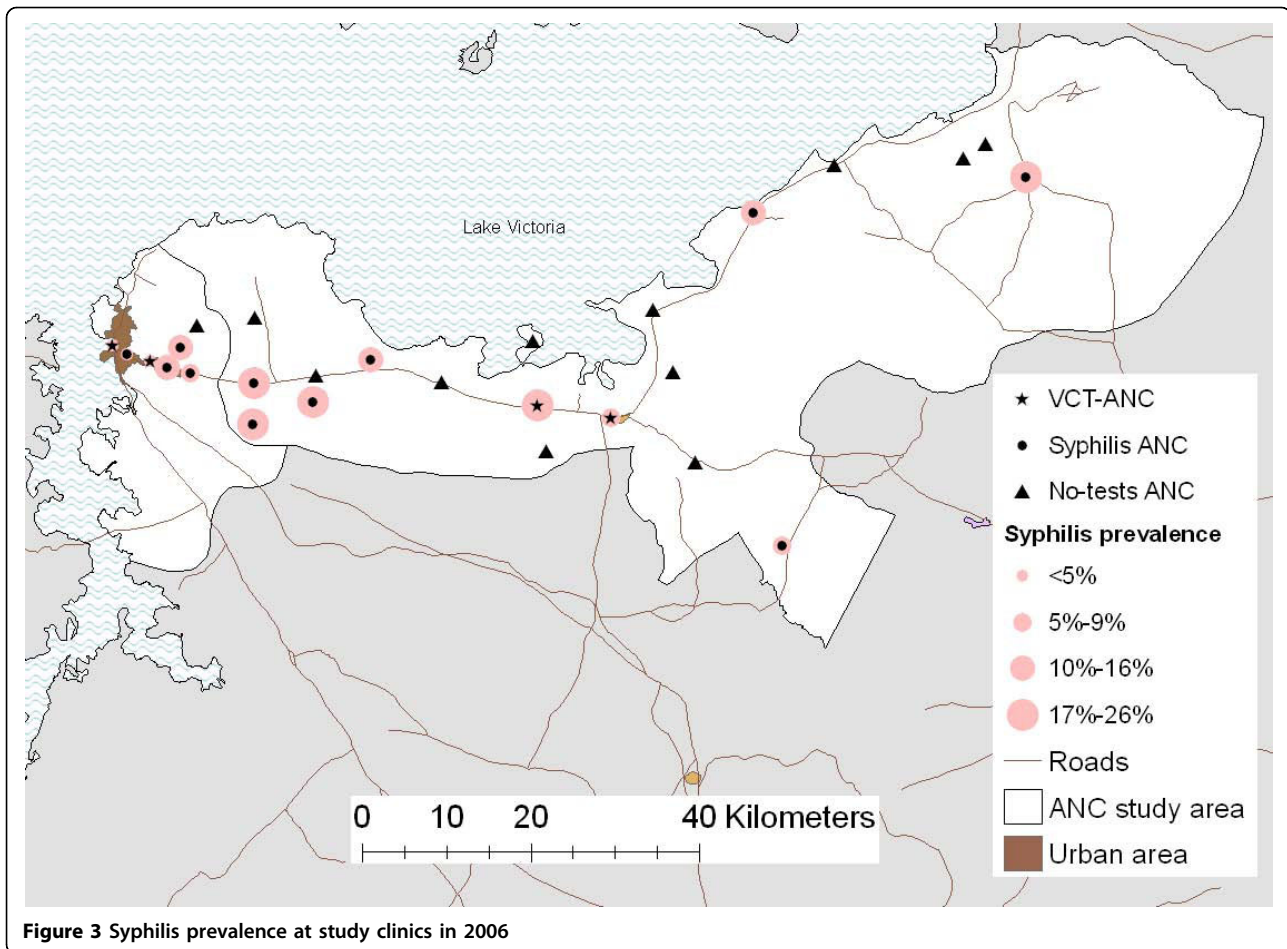 Lake Victoria
VCT-ANC
Syphilis ANC
No-tests ANC
Syphilis prevalence
<5%
5%-9%
10%-16%
17%-26%
Roads
ANC study area
Urban area
0 10 20 40 Kilometers
Figure 3 Syphilis prevalence at study clinics in 2006